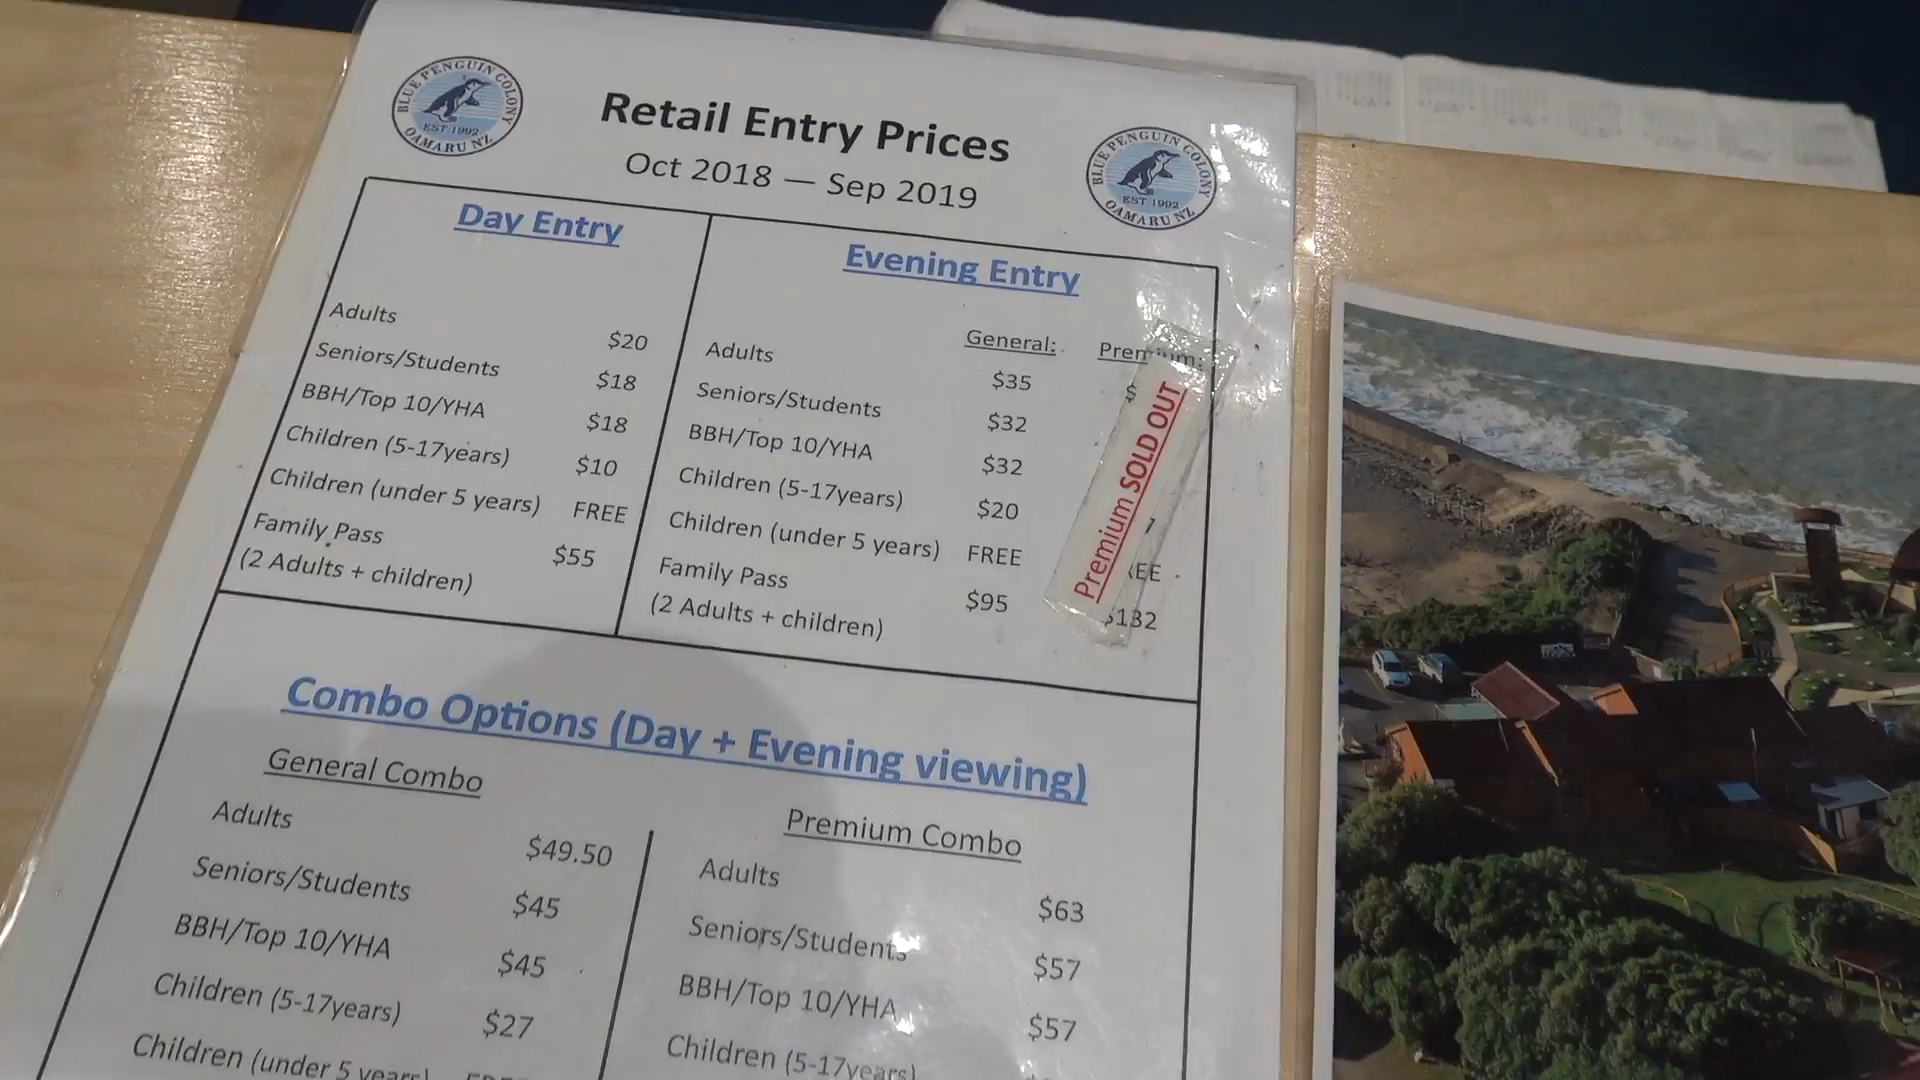 BLUE PENGUIN COLONY
EST 1992
OAMARU NZ
Retail Entry Prices
Oct 2018 — Sep 2019
BLUE PENGUIN COLONY
EST 1992
OAMARU NZ
Day Entry
Adults $20
Seniors/Students $18
BBH/Top 10/YHA $18
Children (5-17years) $10
Children (under 5 years) FREE
Family Pass $55
(2 Adults + children)
Evening Entry
General: Premium:
Adults $35
Seniors/Students $32
BBH/Top 10/YHA $32
Children (5-17years) $20
Children (under 5 years) FREE
Family Pass $95 $132
(2 Adults + children)
Premium SOLD OUT
Combo Options (Day + Evening viewing)
General Combo
Adults $49.50
Seniors/Students $45
BBH/Top 10/YHA $45
Children (5-17years) $27
Children (under 5 years)
Premium Combo
Adults $63
Seniors/Students $57
BBH/Top 10/YHA $57
Children (5-17years)